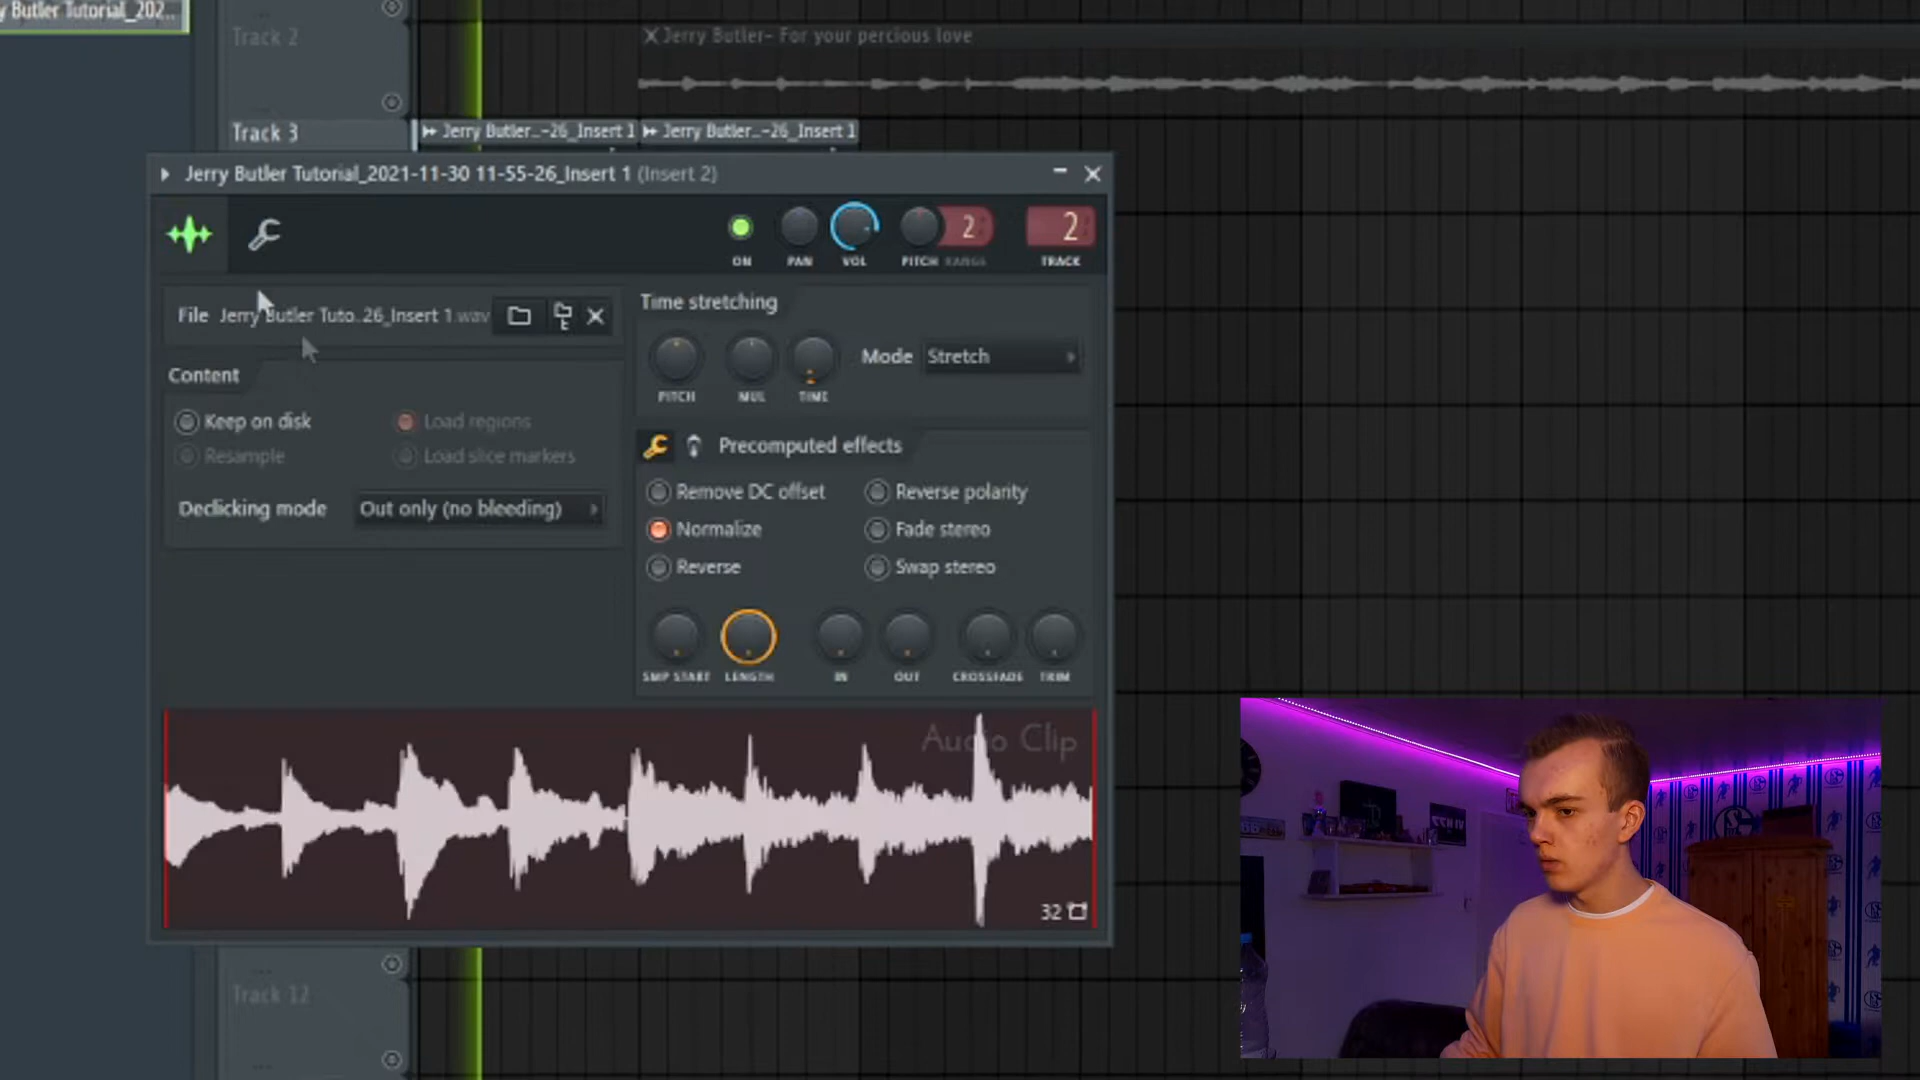 y Butler Tutorial_202..
Track 2
Jerry Butler- For your percious love
Track 3
Jerry Butler..-26_Insert 1
Jerry Butler..-26_Insert 1
Jerry Butler Tutorial_2021-11-30 11-55-26_Insert 1 (Insert 2)
2
2
ON
PAN
VOL
PITCH
RANGE
TRACK
File
Jerry Butler Tuto..26_Insert 1.wav
Time stretching
PITCH
MUL
TIME
Mode
Stretch
Content
Keep on disk
Load regions
Resample
Load slice markers
Declicking mode
Out only (no bleeding)
Precomputed effects
Remove DC offset
Reverse polarity
Normalize
Fade stereo
Reverse
Swap stereo
SMP START
LENGTH
IN
OUT
CROSSFADE
TRIM
Audio Clip
32
Track 12